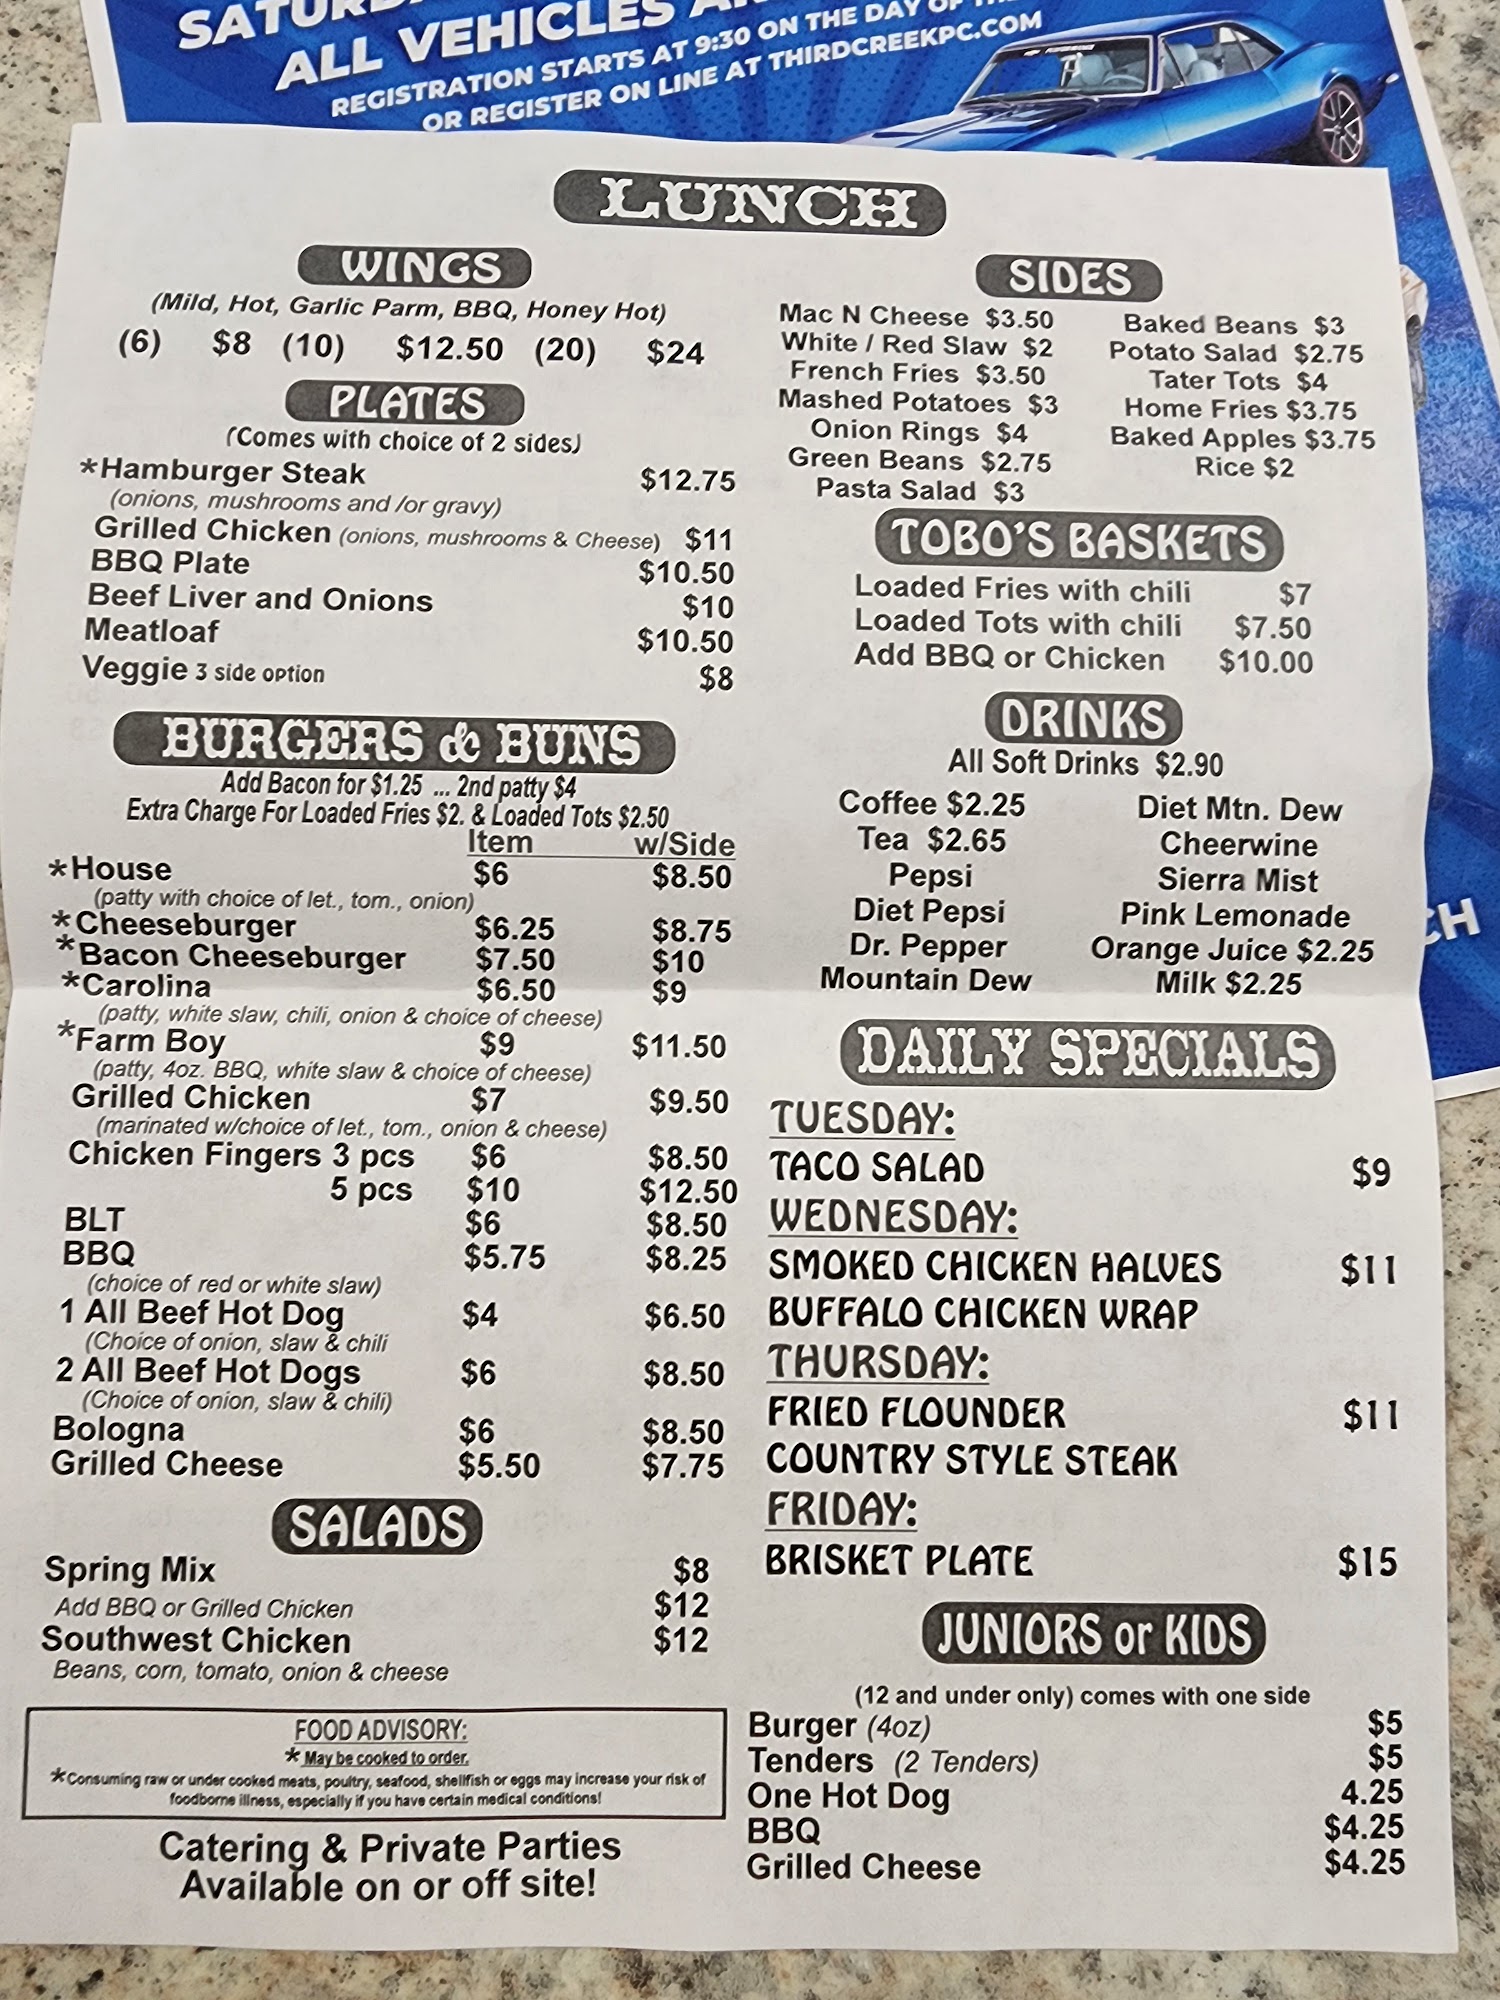 ALL VEHICLES
REGISTRATION STARTS AT 9:30 ON THE DAY OF
OR REGISTER ON LINE AT THIRDCREEKPC.COM
LUNCH
WINGS
(Mild, Hot, Garlic Parm, BBQ, Honey Hot)
(6) $8 (10) $12.50 (20) $24
PLATES
(Comes with choice of 2 sides)
*Hamburger Steak $12.75
(onions, mushrooms and /or gravy)
Grilled Chicken (onions, mushrooms & Cheese) $11
BBQ Plate $10.50
Beef Liver and Onions $10
Meatloaf $10.50
Veggie 3 side option $8
BURGERS & BUNS
Add Bacon for $1.25 ... 2nd patty $4
Extra Charge For Loaded Fries $2. & Loaded Tots $2.50
Item w/Side
*House $6 $8.50
(patty with choice of let., tom., onion)
*Cheeseburger $6.25 $8.75
*Bacon Cheeseburger $7.50 $10
*Carolina $6.50 $9
(patty, white slaw, chili, onion & choice of cheese)
*Farm Boy $9 $11.50
(patty, 4oz. BBQ, white slaw & choice of cheese)
Grilled Chicken $7 $9.50
(marinated w/choice of let., tom., onion & cheese)
Chicken Fingers 3 pcs $6 $8.50
5 pcs $10 $12.50
BLT $6 $8.50
BBQ $5.75 $8.25
(choice of red or white slaw)
1 All Beef Hot Dog $4 $6.50
(Choice of onion, slaw & chili
2 All Beef Hot Dogs $6 $8.50
(Choice of onion, slaw & chili)
Bologna $6 $8.50
Grilled Cheese $5.50 $7.75
SALADS
Spring Mix $8
Add BBQ or Grilled Chicken $12
Southwest Chicken $12
Beans, corn, tomato, onion & cheese
FOOD ADVISORY:
* May be cooked to order.
*Consuming raw or under cooked meats, poultry, seafood, shellfish or eggs may increase your risk of
foodborne illness, especially if you have certain medical conditions!
Catering & Private Parties
Available on or off site!
SIDES
Mac N Cheese $3.50
White / Red Slaw $2
French Fries $3.50
Mashed Potatoes $3
Onion Rings $4
Green Beans $2.75
Pasta Salad $3
Baked Beans $3
Potato Salad $2.75
Tater Tots $4
Home Fries $3.75
Baked Apples $3.75
Rice $2
TOBO'S BASKETS
Loaded Fries with chili $7
Loaded Tots with chili $7.50
Add BBQ or Chicken $10.00
DRINKS
All Soft Drinks $2.90
Coffee $2.25
Tea $2.65
Pepsi
Diet Pepsi
Dr. Pepper
Mountain Dew
Diet Mtn. Dew
Cheerwine
Sierra Mist
Pink Lemonade
Orange Juice $2.25
Milk $2.25
DAILY SPECIALS
TUESDAY:
TACO SALAD $9
WEDNESDAY:
SMOKED CHICKEN HALVES $11
BUFFALO CHICKEN WRAP
THURSDAY:
FRIED FLOUNDER $11
COUNTRY STYLE STEAK
FRIDAY:
BRISKET PLATE $15
JUNIORS or KIDS
(12 and under only) comes with one side
Burger (4oz) $5
Tenders (2 Tenders) $5
One Hot Dog 4.25
BBQ $4.25
Grilled Cheese $4.25